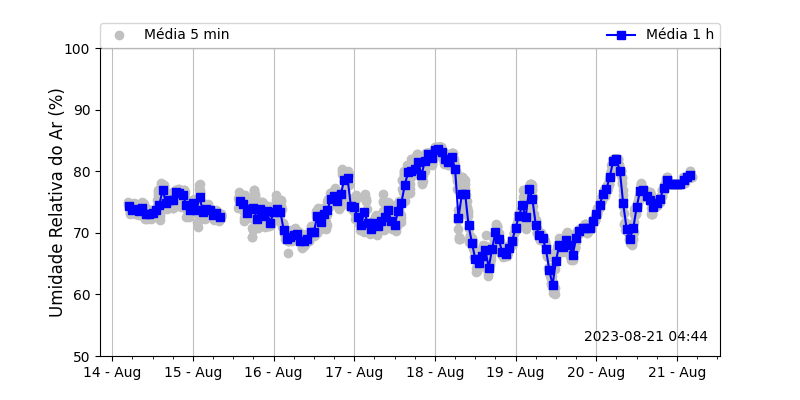 Média 5 min
Média 1 h
100
90
80
70
60
50
Umidade Relativa do Ar (%)
2023-08-21 04:44
14 - Aug
15 - Aug
16 - Aug
17 - Aug
18 - Aug
19 - Aug
20 - Aug
21 - Aug